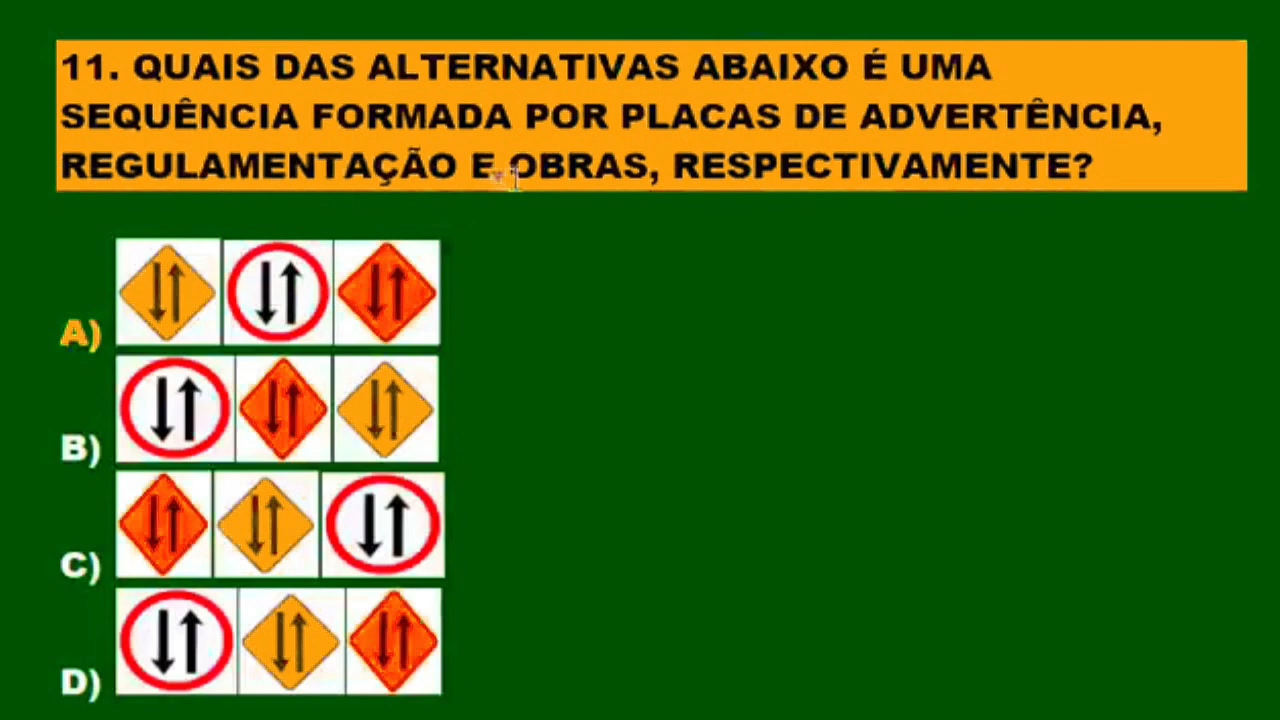 11. QUAIS DAS ALTERNATIVAS ABAIXO É UMA
SEQUÊNCIA FORMADA POR PLACAS DE ADVERTÊNCIA,
REGULAMENTAÇÃO E OBRAS, RESPECTIVAMENTE?
A)
B)
C)
D)